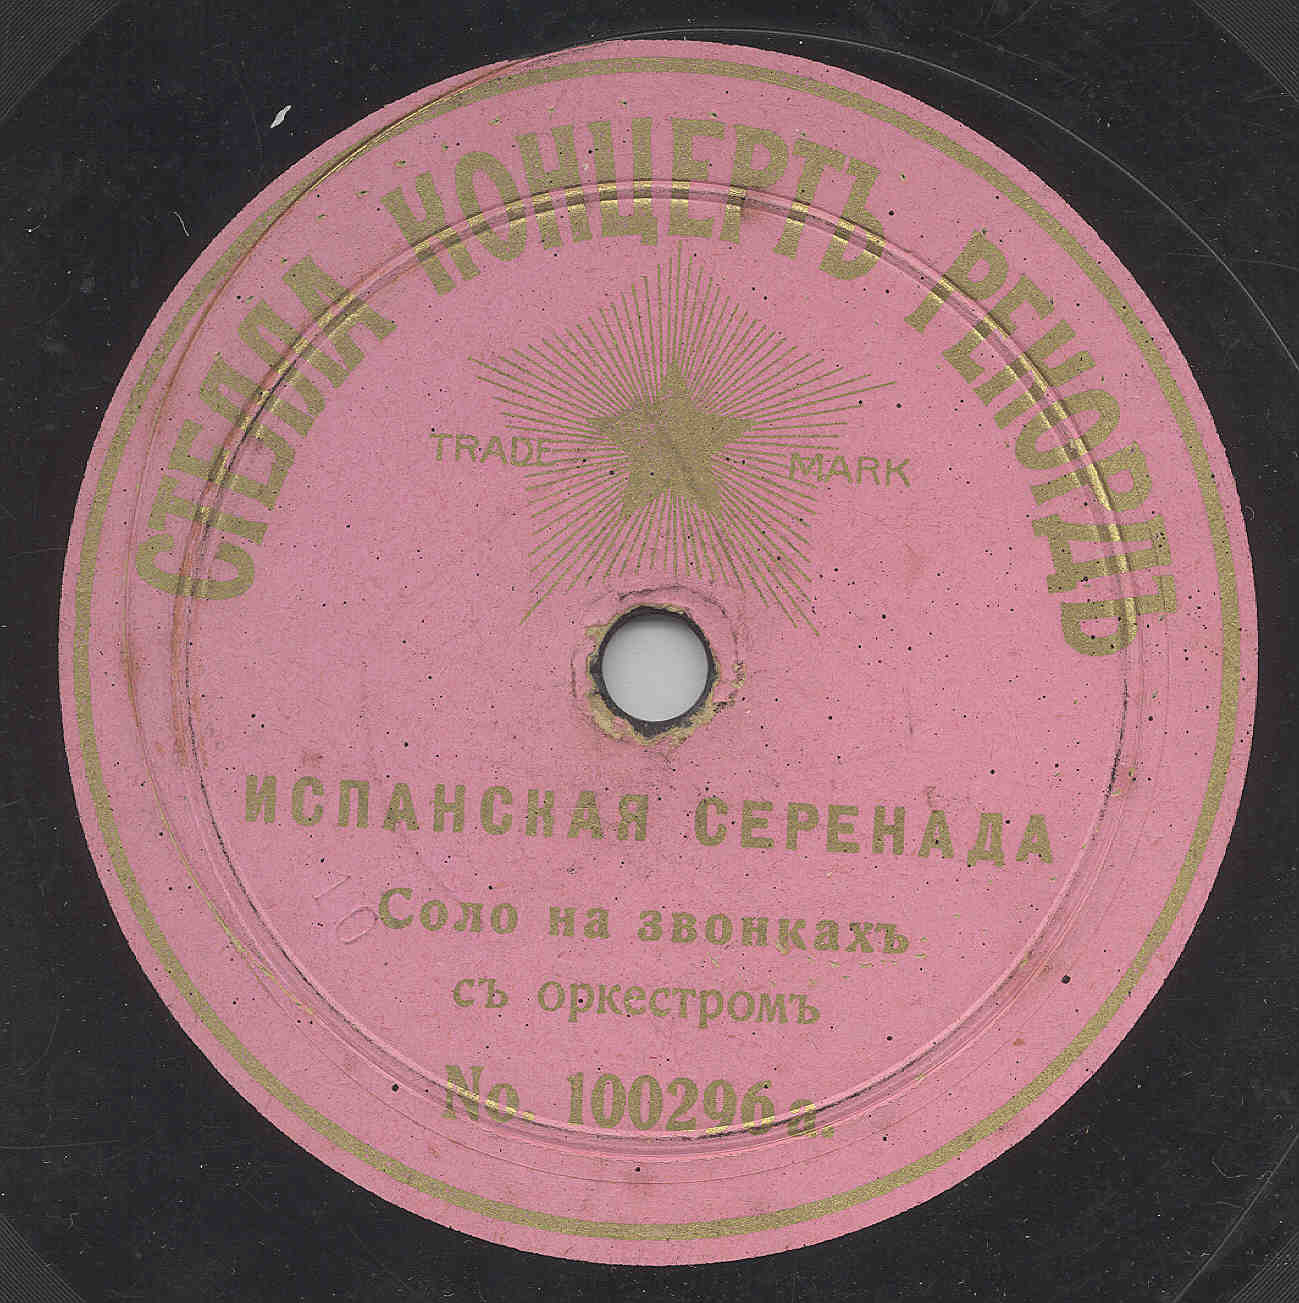 СТЕЛЛА КОНЦЕРТЪ РЕКОРДЪ
TRADE MARK
ИСПАНСКАЯ СЕРЕНАДА
Соло на звонкахъ
съ оркестромъ
No. 100296 a.